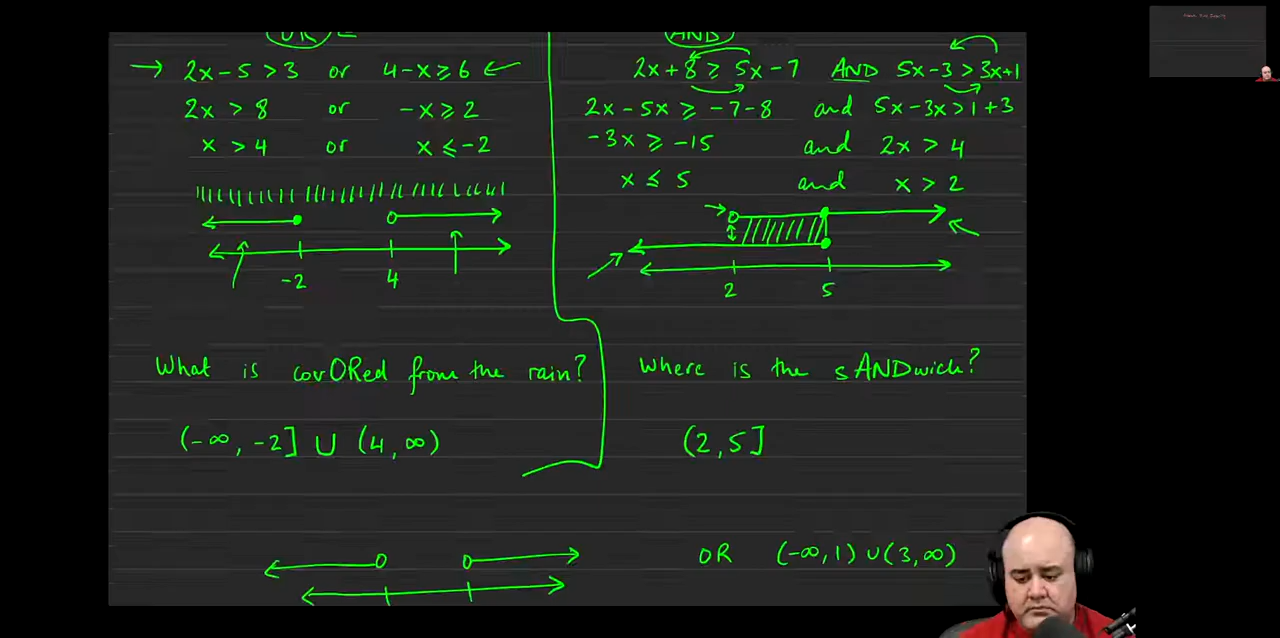 OR
→ 2x - 5 > 3 or 4 - x ≥ 6 ←
2x > 8 or -x ≥ 2
x > 4 or x ≤ -2
-2 4
What is covORed from the rain?
(-∞, -2] ∪ (4, ∞)
AND
2x + 8 ≥ 5x - 7 AND 5x - 3 > 3x + 1
2x - 5x ≥ -7 - 8 and 5x - 3x > 1 + 3
-3x ≥ -15 and 2x > 4
x ≤ 5 and x > 2
2 5
Where is the sANDwich?
(2, 5]
OR (-∞, 1) ∪ (3, ∞)